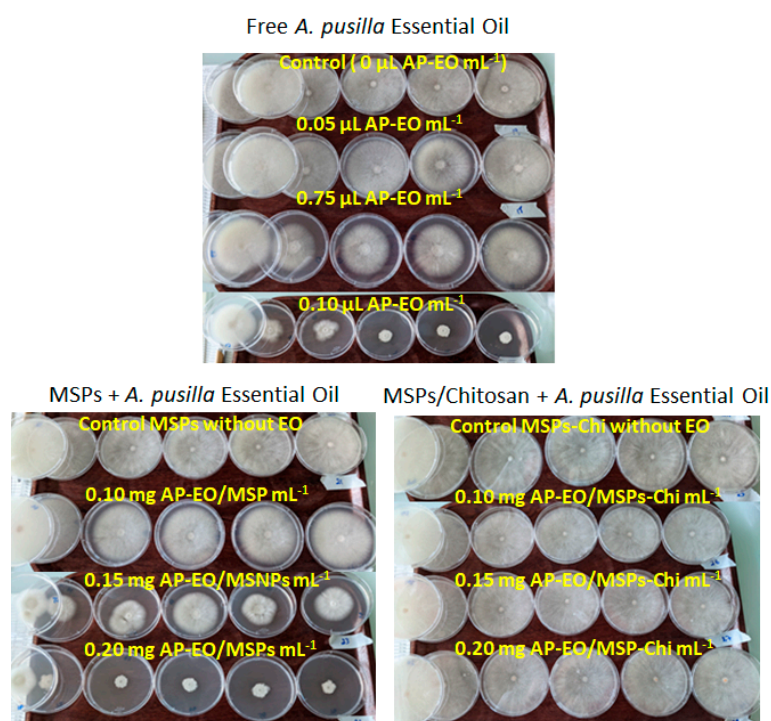 Free A. pusilla Essential Oil
Control ( 0 µL AP-EO mL-1)
0.05 µL AP-EO mL-1
0.75 µL AP-EO mL-1
0.10 µL AP-EO mL-1
MSPs + A. pusilla Essential Oil
Control MSPs without EO
0.10 mg AP-EO/MSP mL-1
0.15 mg AP-EO/MSNPs mL-1
0.20 mg AP-EO/MSPs mL-1
MSPs/Chitosan + A. pusilla Essential Oil
Control MSPs-Chi without EO
0.10 mg AP-EO/MSPs-Chi mL-1
0.15 mg AP-EO/MSPs-Chi mL-1
0.20 mg AP-EO/MSP-Chi mL-1